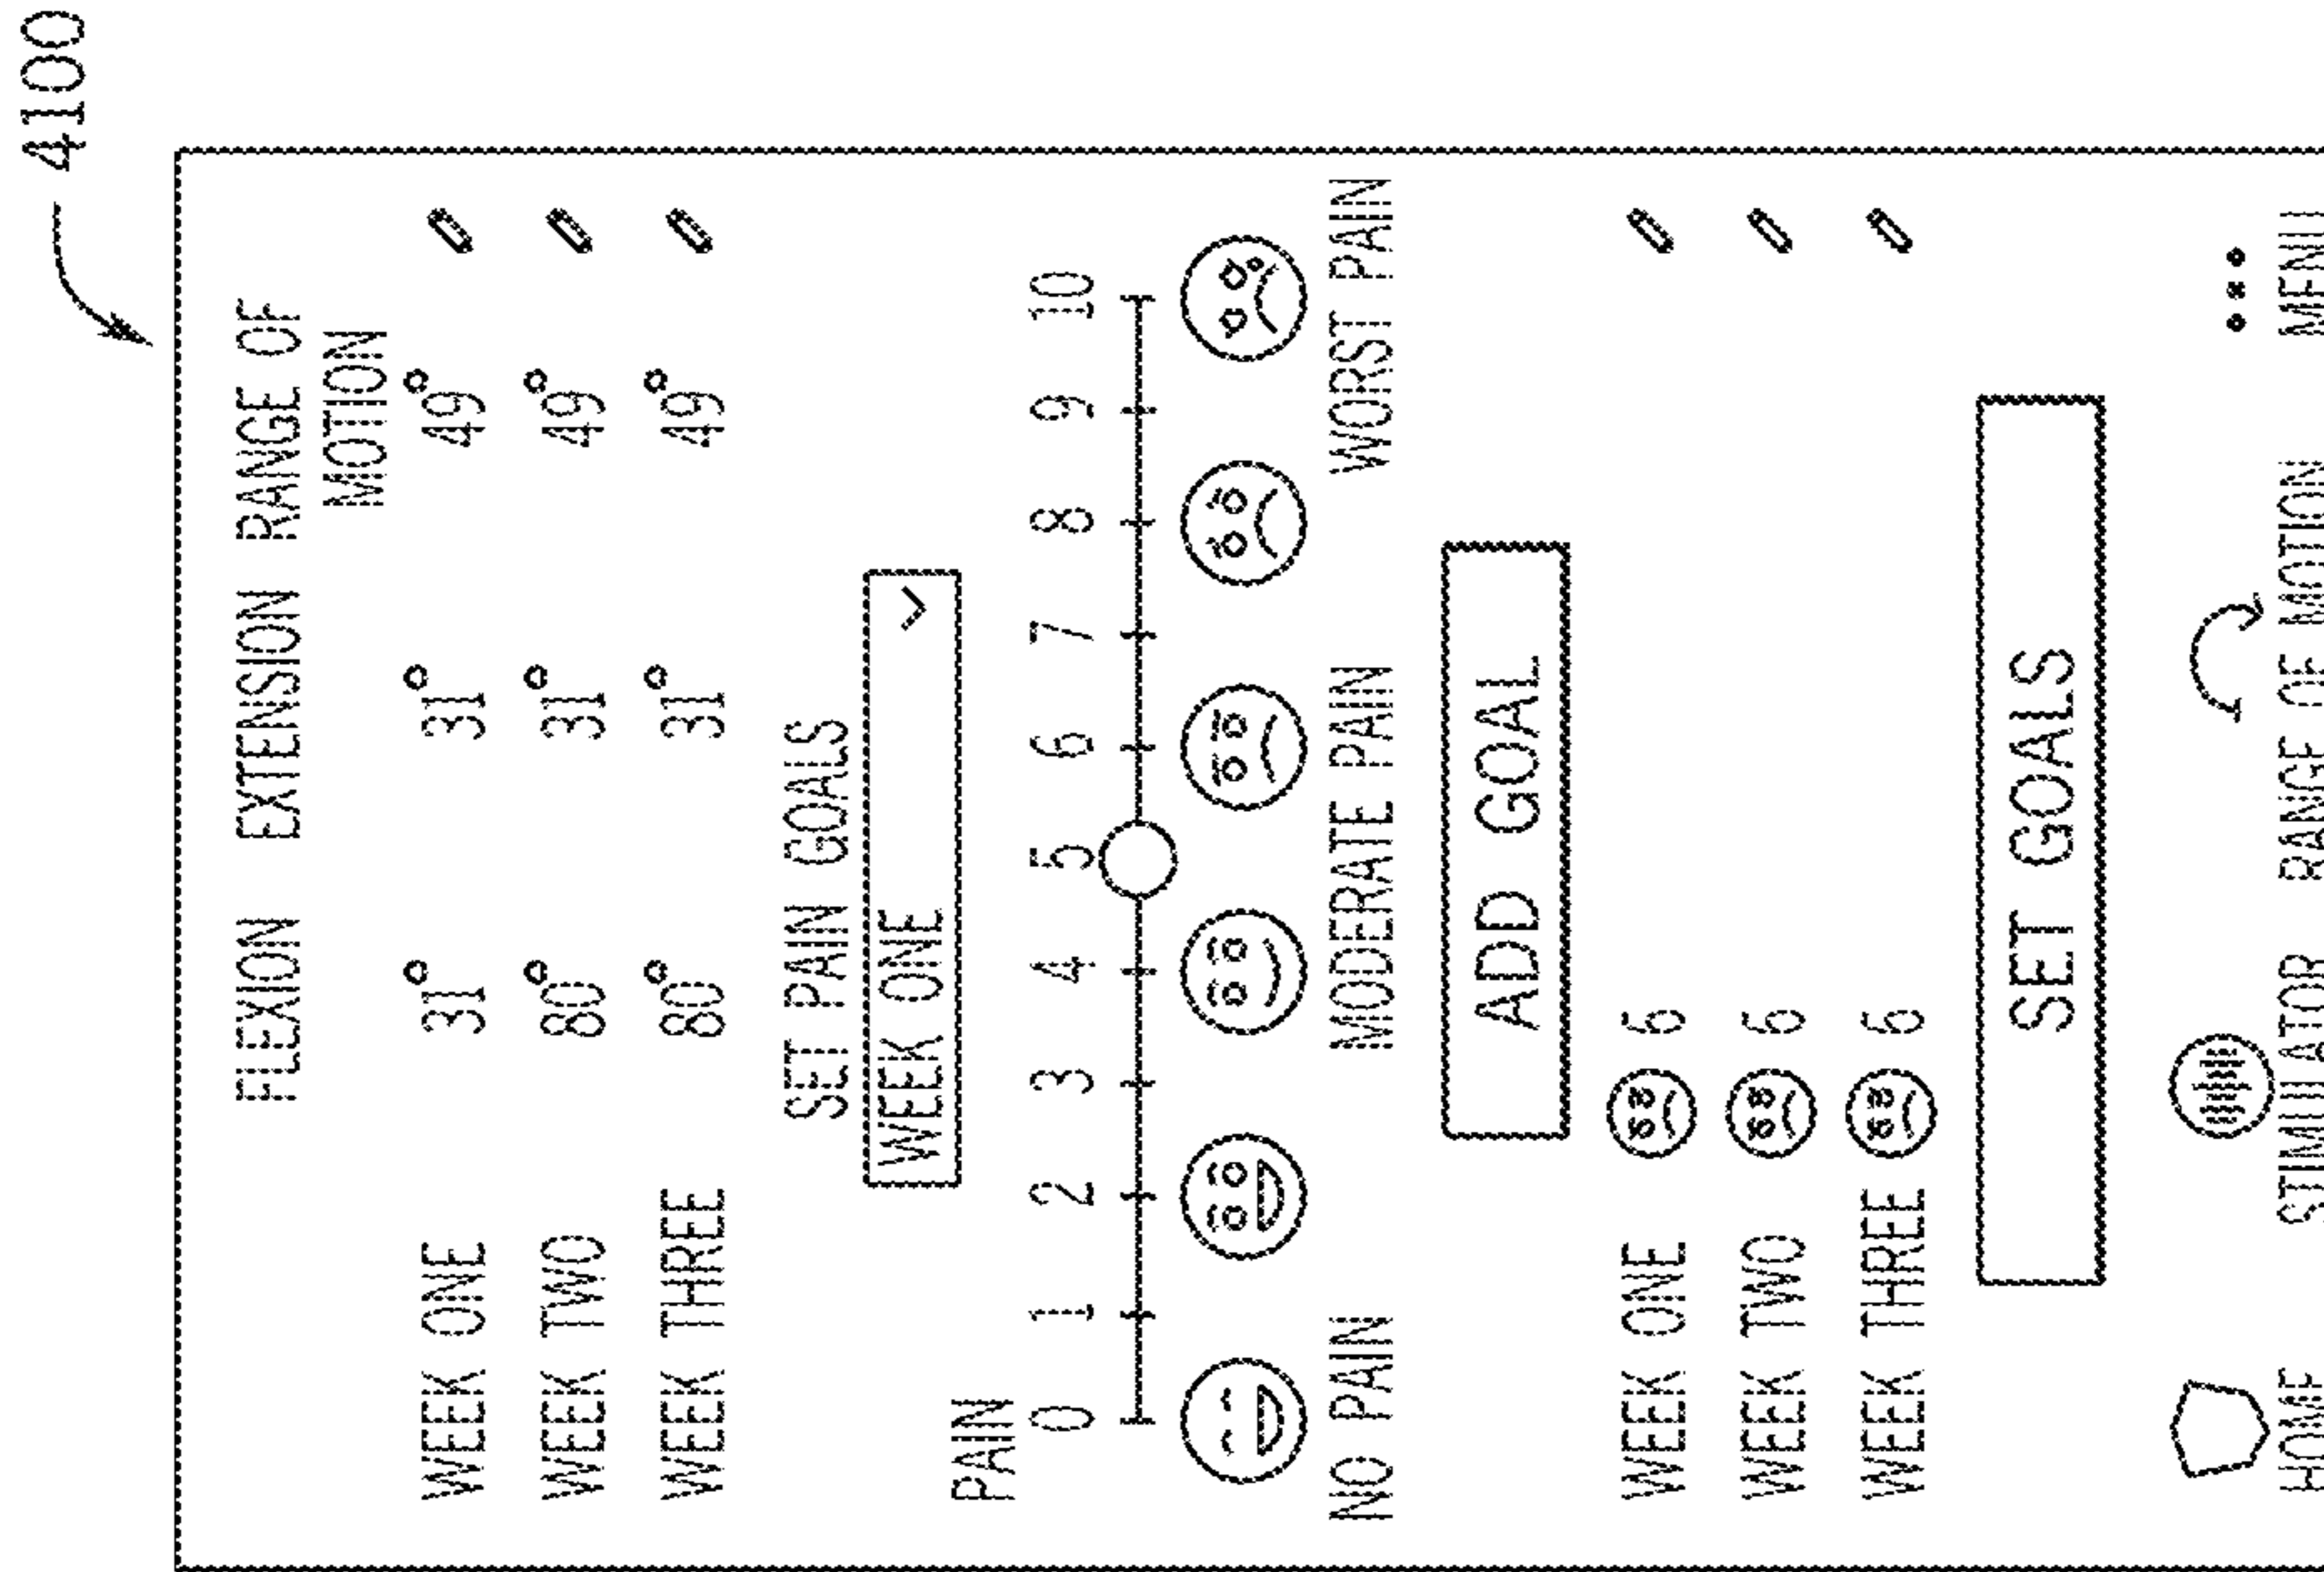 4100
FLEXION EXTENSION RANGE OF
MOTION
WEEK ONE 31° 31° 49°
WEEK TWO 80° 31° 49°
WEEK THREE 80° 31° 49°
SET PAIN GOALS
WEEK ONE
PAIN
0 1 2 3 4 5 6 7 8 9 10
NO PAIN MODERATE PAIN WORST PAIN
ADD GOAL
WEEK ONE 6
WEEK TWO 6
WEEK THREE 6
SET GOALS
HOME STIMULATOR RANGE OF MOTION MENU